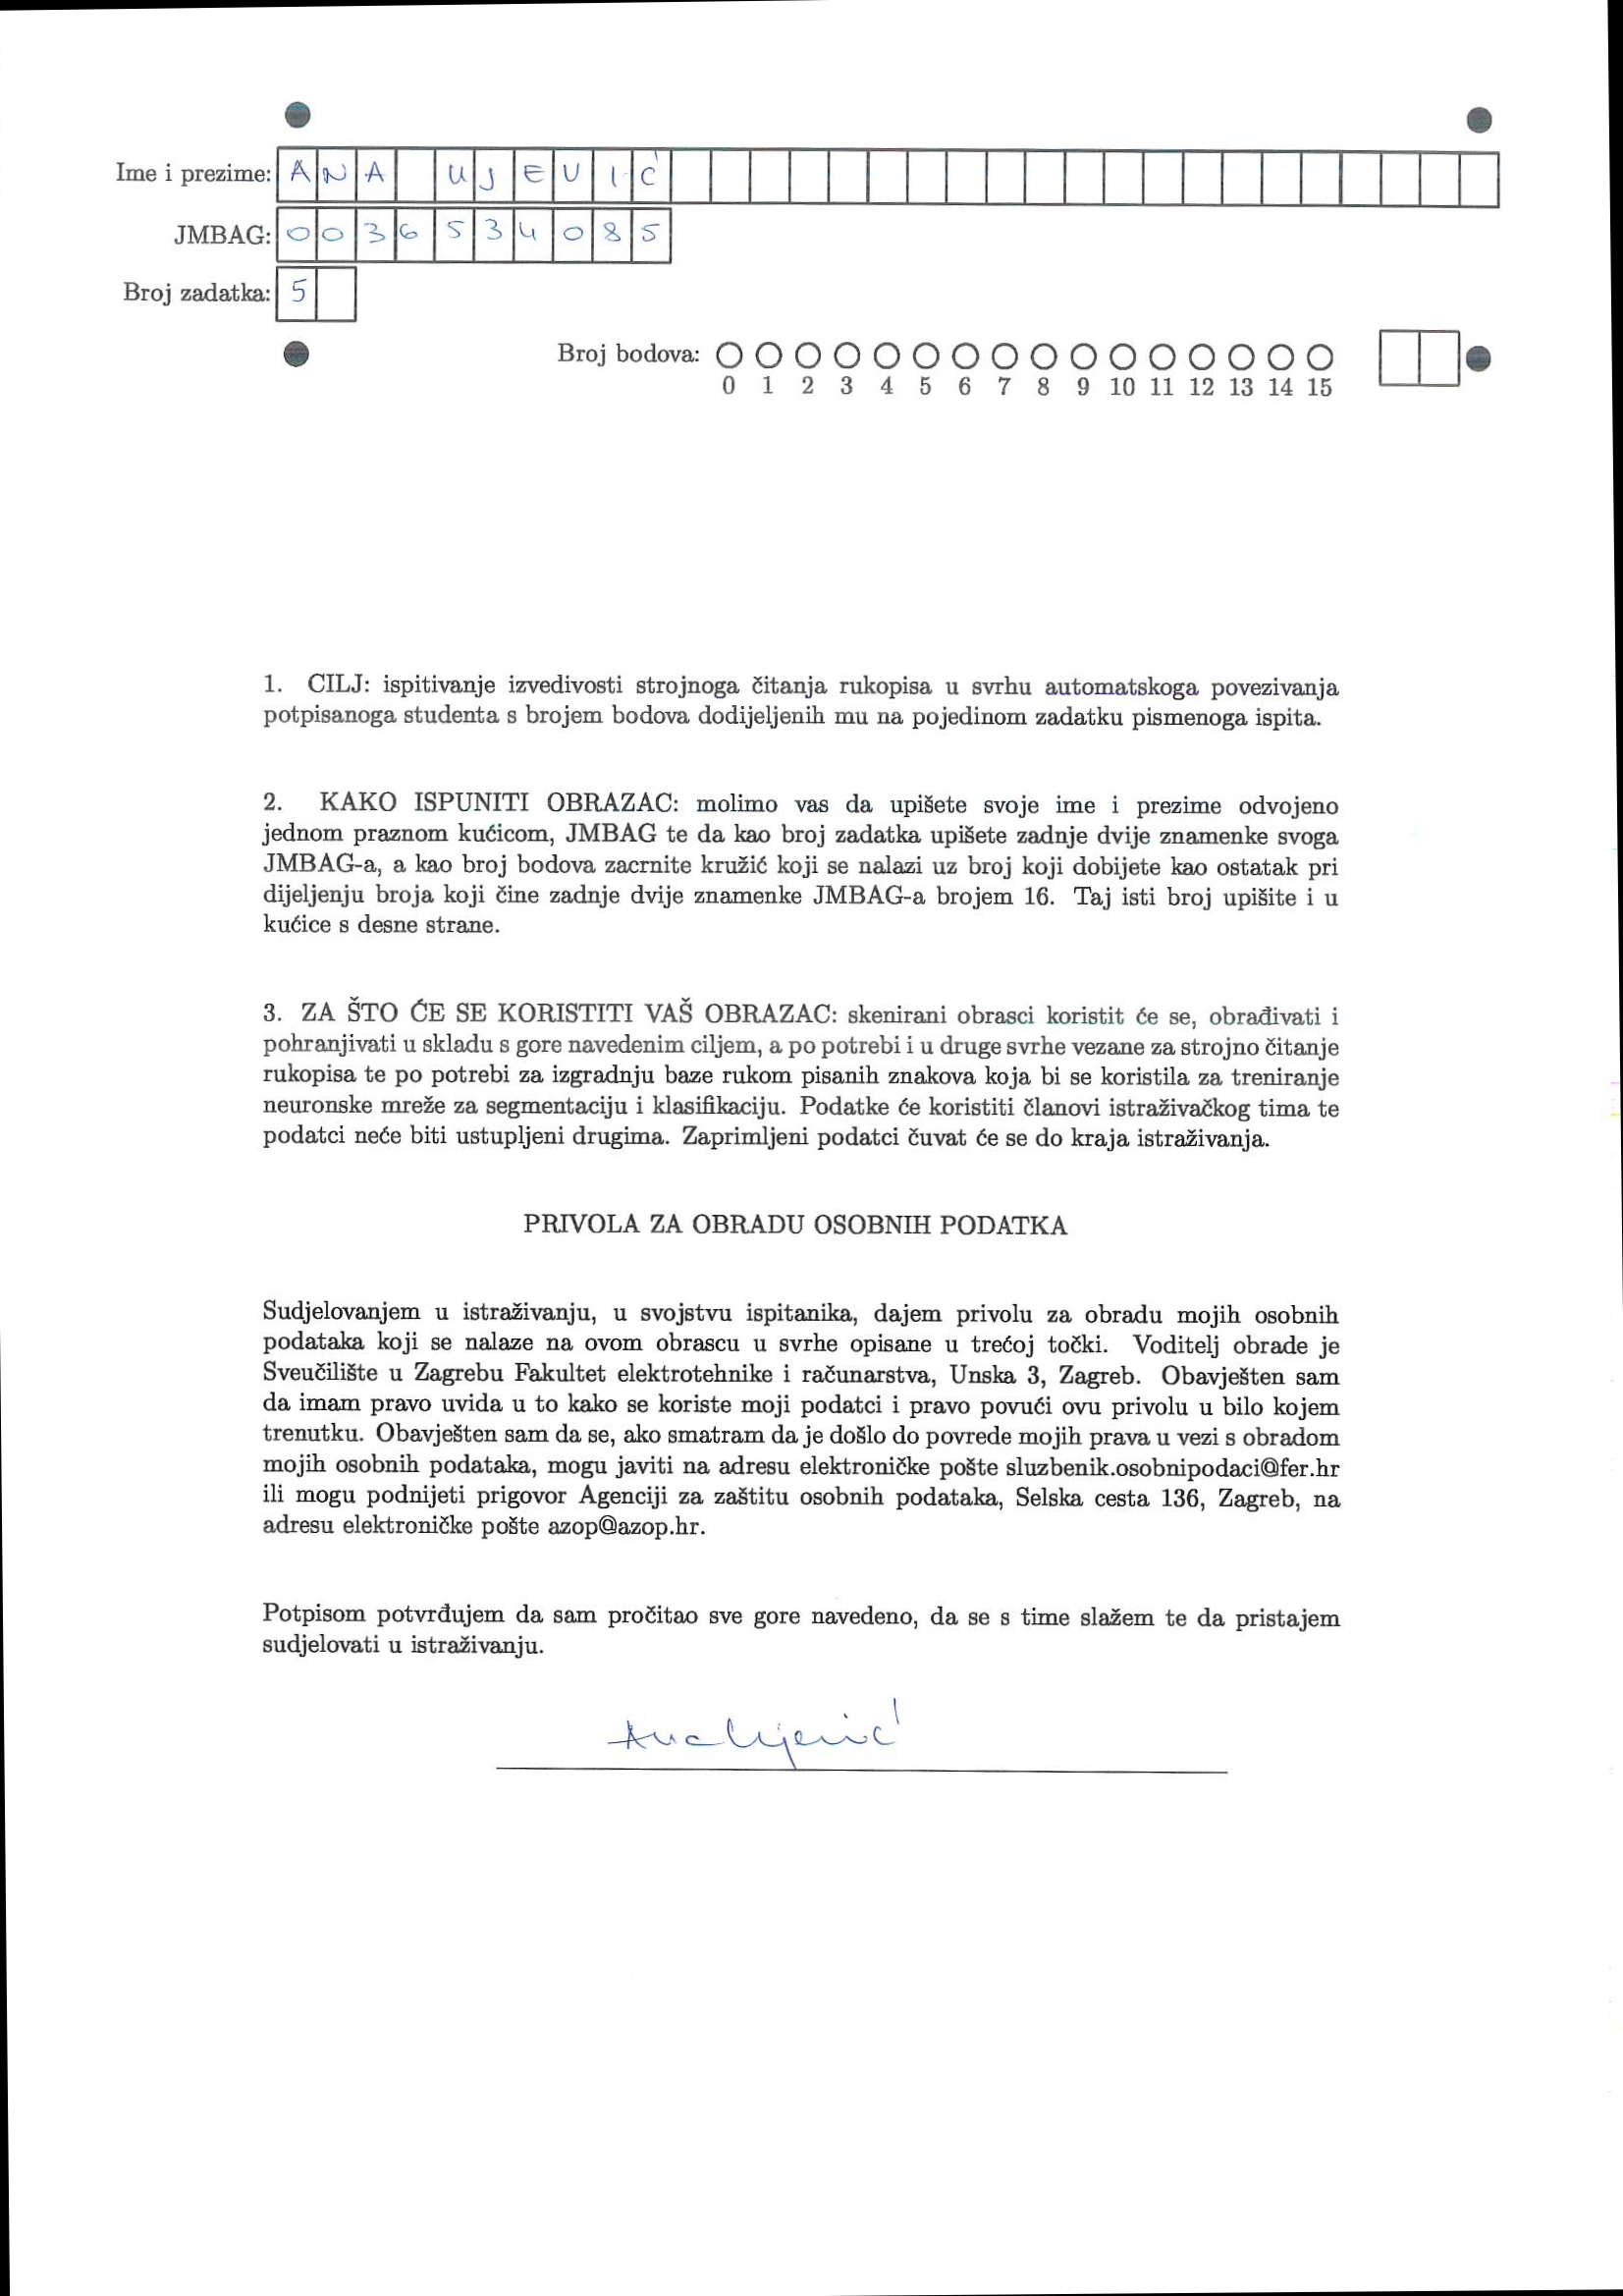 Ime i prezime: ANA UJEVIĆ
JMBAG: 0036534085
Broj zadatka: 5
Broj bodova:
0 1 2 3 4 5 6 7 8 9 10 11 12 13 14 15
1. CILJ: ispitivanje izvedivosti strojnoga čitanja rukopisa u svrhu automatskoga povezivanja
potpisanoga studenta s brojem bodova dodijeljenih mu na pojedinom zadatku pismenoga ispita.
2. KAKO ISPUNITI OBRAZAC: molimo vas da upišete svoje ime i prezime odvojeno
jednom praznom kućicom, JMBAG te da kao broj zadatka upišete zadnje dvije znamenke svoga
JMBAG-a, a kao broj bodova zacrnite kružić koji se nalazi uz broj koji dobijete kao ostatak pri
dijeljenju broja koji čine zadnje dvije znamenke JMBAG-a brojem 16. Taj isti broj upišite i u
kućice s desne strane.
3. ZA ŠTO ĆE SE KORISTITI VAŠ OBRAZAC: skenirani obrasci koristit će se, obrađivati i
pohranjivati u skladu s gore navedenim ciljem, a po potrebi i u druge svrhe vezane za strojno čitanje
rukopisa te po potrebi za izgradnju baze rukom pisanih znakova koja bi se koristila za treniranje
neuronske mreže za segmentaciju i klasifikaciju. Podatke će koristiti članovi istraživačkog tima te
podatci neće biti ustupljeni drugima. Zaprimljeni podatci čuvat će se do kraja istraživanja.
PRIVOLA ZA OBRADU OSOBNIH PODATKA
Sudjelovanjem u istraživanju, u svojstvu ispitanika, dajem privolu za obradu mojih osobnih
podataka koji se nalaze na ovom obrascu u svrhe opisane u trećoj točki. Voditelj obrade je
Sveučilište u Zagrebu Fakultet elektrotehnike i računarstva, Unska 3, Zagreb. Obavješten sam
da imam pravo uvida u to kako se koriste moji podatci i pravo povući ovu privolu u bilo kojem
trenutku. Obavješten sam da se, ako smatram da je došlo do povrede mojih prava u vezi s obradom
mojih osobnih podataka, mogu javiti na adresu elektroničke pošte sluzbenik.osobnipodaci@fer.hr
ili mogu podnijeti prigovor Agenciji za zaštitu osobnih podataka, Selska cesta 136, Zagreb, na
adresu elektroničke pošte azop@azop.hr.
Potpisom potvrđujem da sam pročitao sve gore navedeno, da se s time slažem te da pristajem
sudjelovati u istraživanju.
Ana Ujević